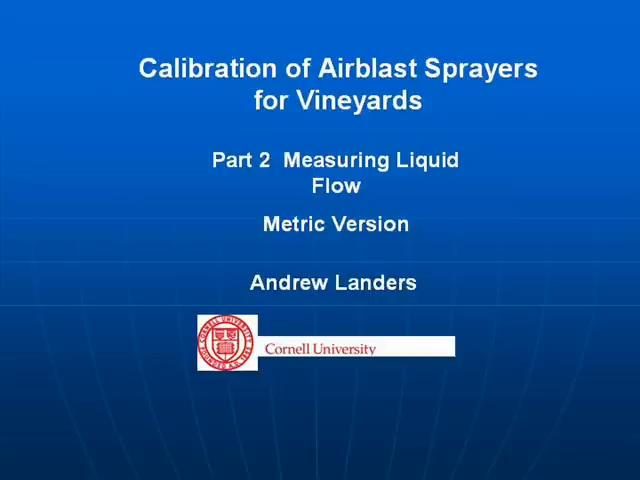 Calibration of Airblast Sprayers
for Vineyards
Part 2 Measuring Liquid
Flow
Metric Version
Andrew Landers
Cornell University